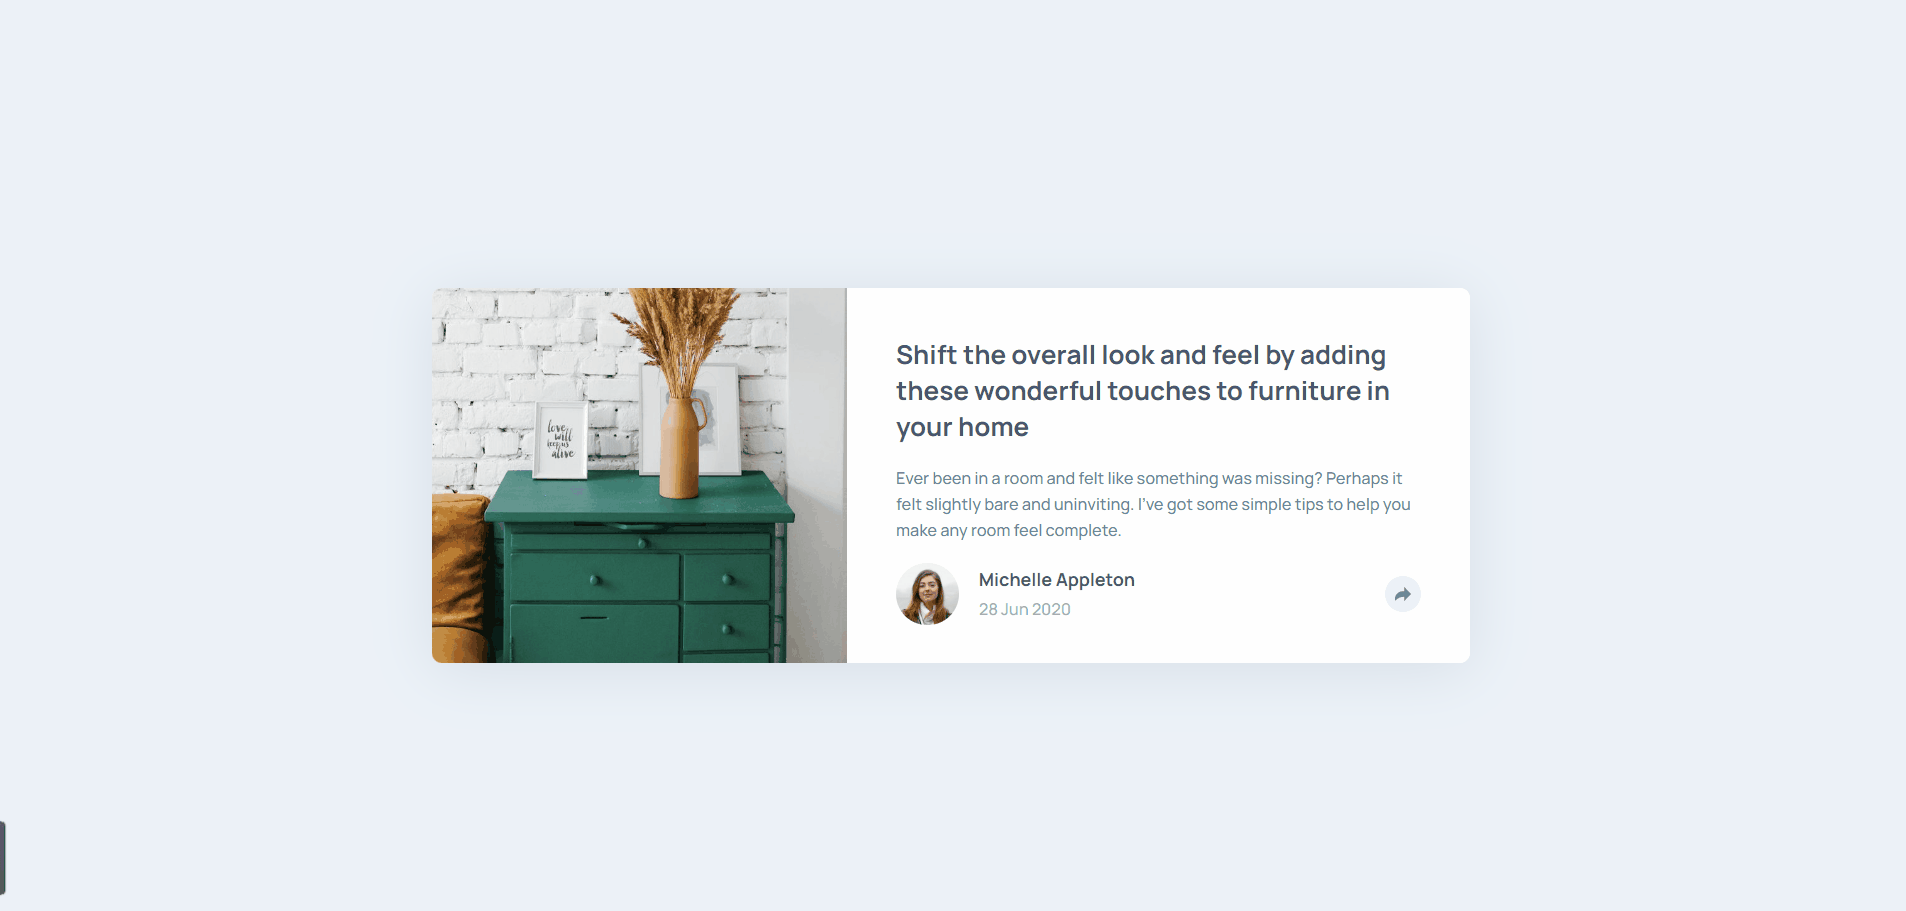 love
will
keep us
alive
Shift the overall look and feel by adding
these wonderful touches to furniture in
your home
Ever been in a room and felt like something was missing? Perhaps it
felt slightly bare and uninviting. I've got some simple tips to help you
make any room feel complete.
Michelle Appleton
28 Jun 2020